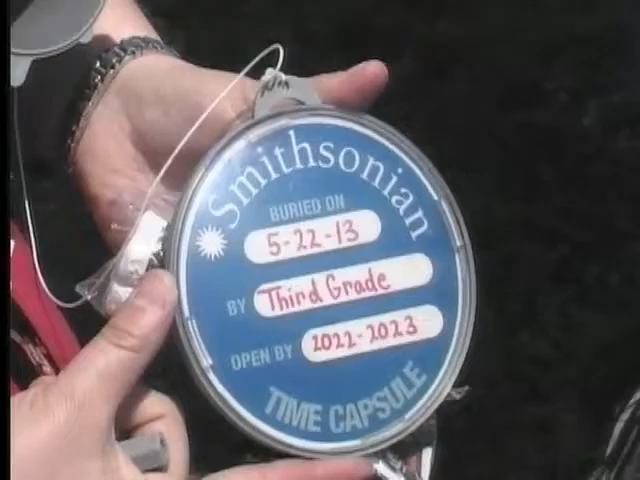 Smithsonian
BURIED ON
5-22-13
BY Third Grade
OPEN BY 2022-2023
TIME CAPSULE